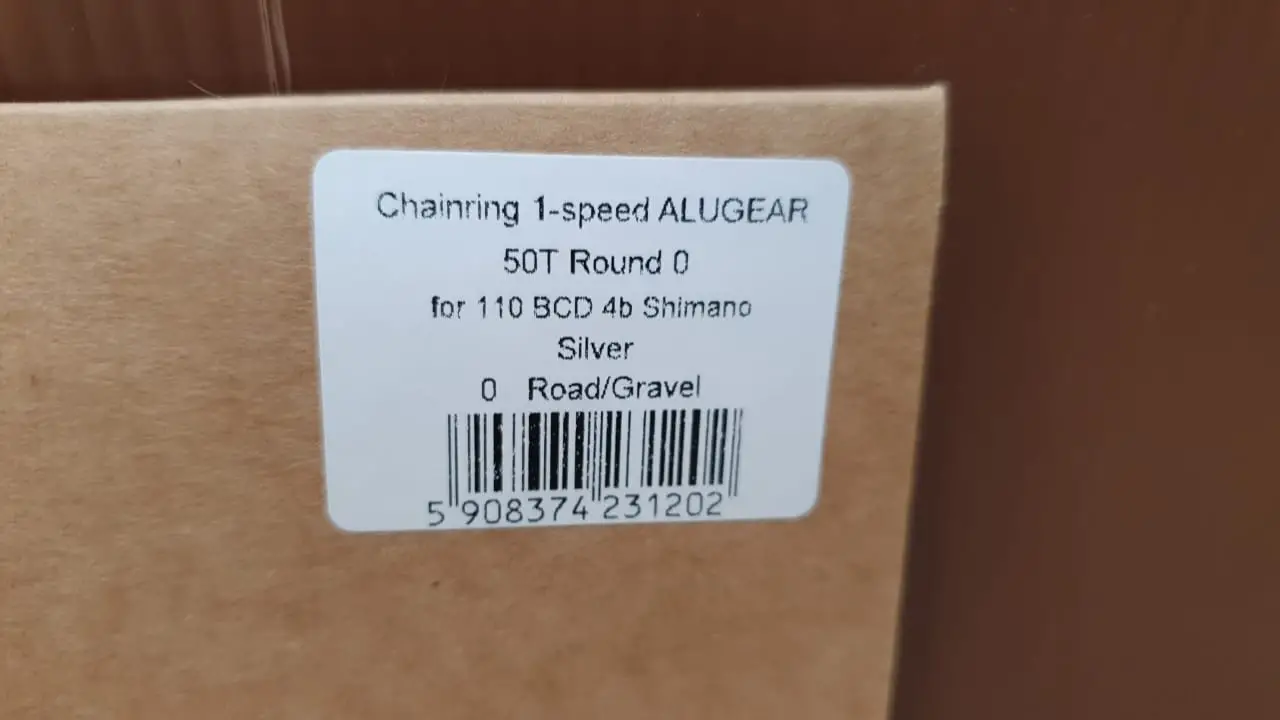 Chainring 1-speed ALUGEAR
50T Round 0
for 110 BCD 4b Shimano
Silver
0 Road/Gravel
5 908374 231202